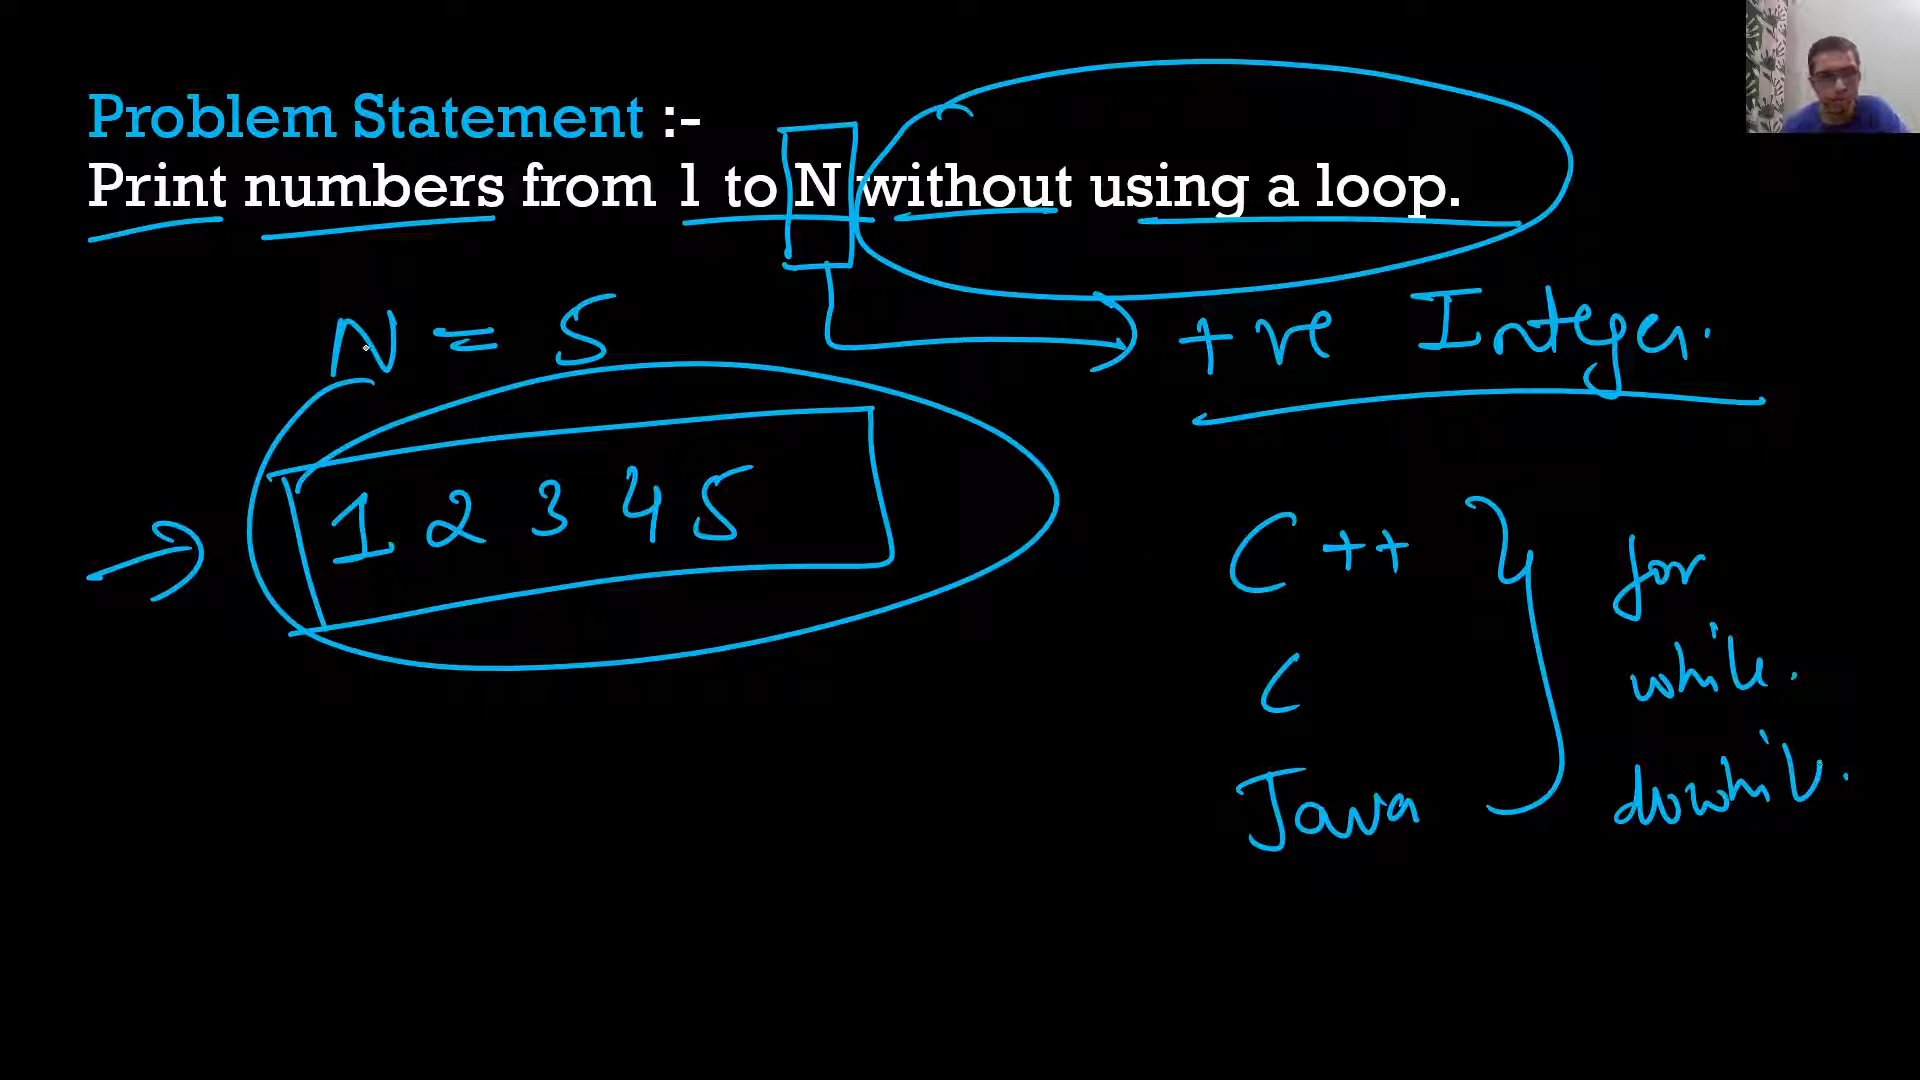 Problem Statement :-
Print numbers from 1 to N without using a loop.
N = 5
+ve Integer.
1 2 3 4 5
C++
for
C
while.
Java
dowhile.